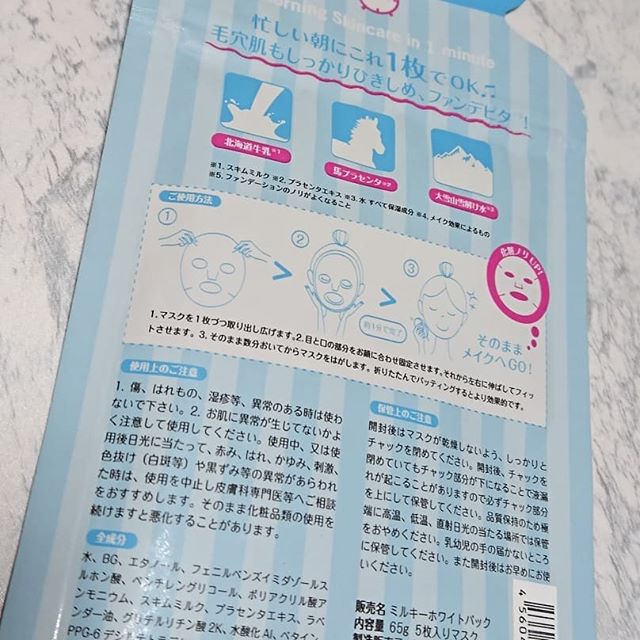 orning Skincare in 1 minute
忙しい朝にこれ1枚でOK♫
毛穴肌もしっかりひきしめ、ファンデピタ !
北海道牛乳※1
馬プラセンタ※2
大雪山雪解け水※3
※1. スキムミルク ※2. プラセンタエキス ※3. 水 すべて保湿成分 ※4. メイク効果によるもの
※5. ファンデーションのノリがよくなること
ご使用方法
1
2
3
約1分で完了
化粧ノリUP!
そのまま
メイクへGO!
1. マスクを1枚づつ取り出し広げます。2. 目と口の部分をお顔に合わせ固定させます。それから左右に伸ばしてフィッ
トさせます。3. そのまま数分おいてからマスクをはがします。折りたたんでパッティングするとより効果的です。
使用上のご注意
1. 傷、はれもの、湿疹等、異常のある時は使わ
ないで下さい。2. お肌に異常が生じてないかよ
く注意して使用してください。使用中、又は使
用後日光に当たって、赤み、はれ、かゆみ、刺激、
色抜け（白斑等）や黒ずみ等の異常があらわれ
た時は、使用を中止し皮膚科専門医等へご相談
をおすすめします。そのまま化粧品類の使用を
続けますと悪化することがあります。
保管上のご注意
開封後はマスクが乾燥しないよう、しっかりと
チャックを閉めてください。開封後、チャックを
閉めていてもチャック部分が下になることで液漏
れが起こることがありますので必ずチャック部分
を上にして保管してください。品質保持のため極
端に高温、低温、直射日光の当たる場所では保管
をおやめください。乳幼児の手の届かないところ
に保管してください。また開封後はお早めにお使
いください。
全成分
水、BG、エタノール、フェニルベンズイミダゾールス
ルホン酸、ペンチレングリコール、ポリアクリル酸ア
ンモニウム、スキムミルク、プラセンタエキス、ラベ
ンダー油、グリチルリチン酸2K、水酸化Al、ベタイン、
PPG-6デシルテトラデ
販売名 ミルキーホワイトパック
内容量 65g 5枚入りマスク
4 560